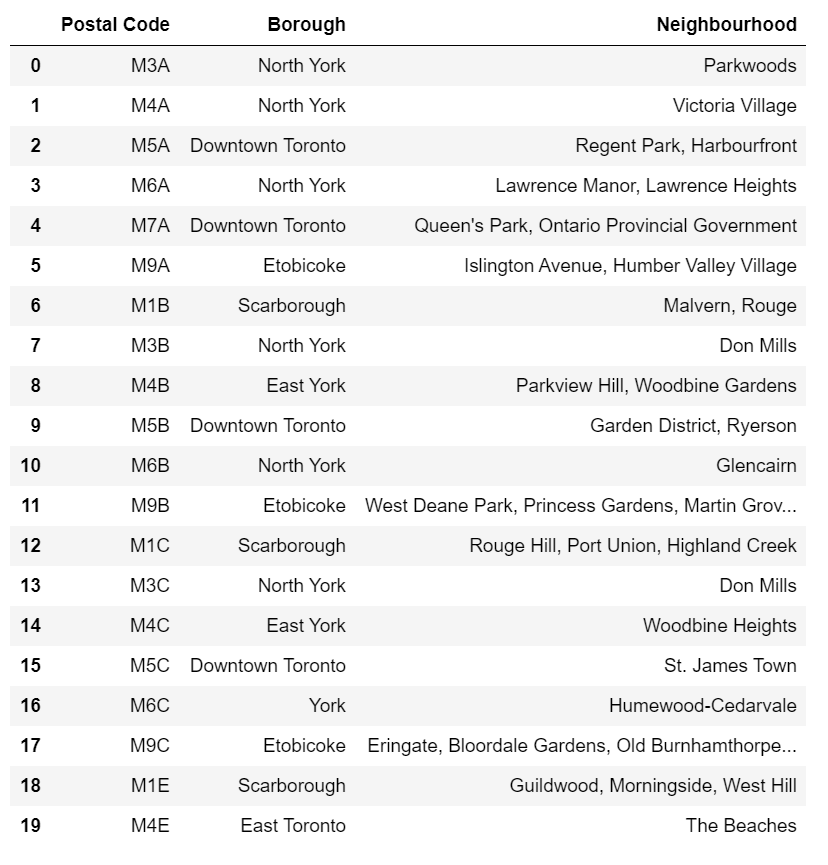 Postal Code Borough Neighbourhood
0 M3A North York Parkwoods
1 M4A North York Victoria Village
2 M5A Downtown Toronto Regent Park, Harbourfront
3 M6A North York Lawrence Manor, Lawrence Heights
4 M7A Downtown Toronto Queen's Park, Ontario Provincial Government
5 M9A Etobicoke Islington Avenue, Humber Valley Village
6 M1B Scarborough Malvern, Rouge
7 M3B North York Don Mills
8 M4B East York Parkview Hill, Woodbine Gardens
9 M5B Downtown Toronto Garden District, Ryerson
10 M6B North York Glencairn
11 M9B Etobicoke West Deane Park, Princess Gardens, Martin Grov...
12 M1C Scarborough Rouge Hill, Port Union, Highland Creek
13 M3C North York Don Mills
14 M4C East York Woodbine Heights
15 M5C Downtown Toronto St. James Town
16 M6C York Humewood-Cedarvale
17 M9C Etobicoke Eringate, Bloordale Gardens, Old Burnhamthorpe...
18 M1E Scarborough Guildwood, Morningside, West Hill
19 M4E East Toronto The Beaches